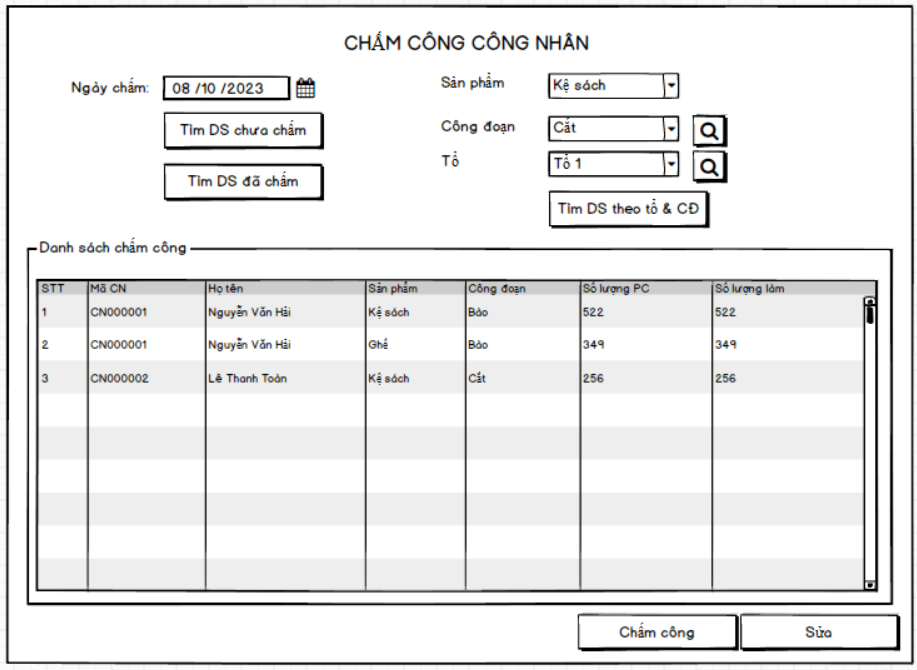 CHẤM CÔNG CÔNG NHÂN
Ngày chấm: 08 /10 /2023
Sản phẩm Kệ sách
Tìm DS chưa chấm
Công đoạn Cắt
Tổ Tổ 1
Tìm DS đã chấm
Tìm DS theo tổ & CĐ
Danh sách chấm công
STT Mã CN Họ tên Sản phẩm Công đoạn Số lượng PC Số lượng làm
1 CN000001 Nguyễn Văn Hải Kệ sách Bào 522 522
2 CN000001 Nguyễn Văn Hải Ghế Bào 349 349
3 CN000002 Lê Thanh Toàn Kệ sách Cắt 256 256
Chấm công Sửa